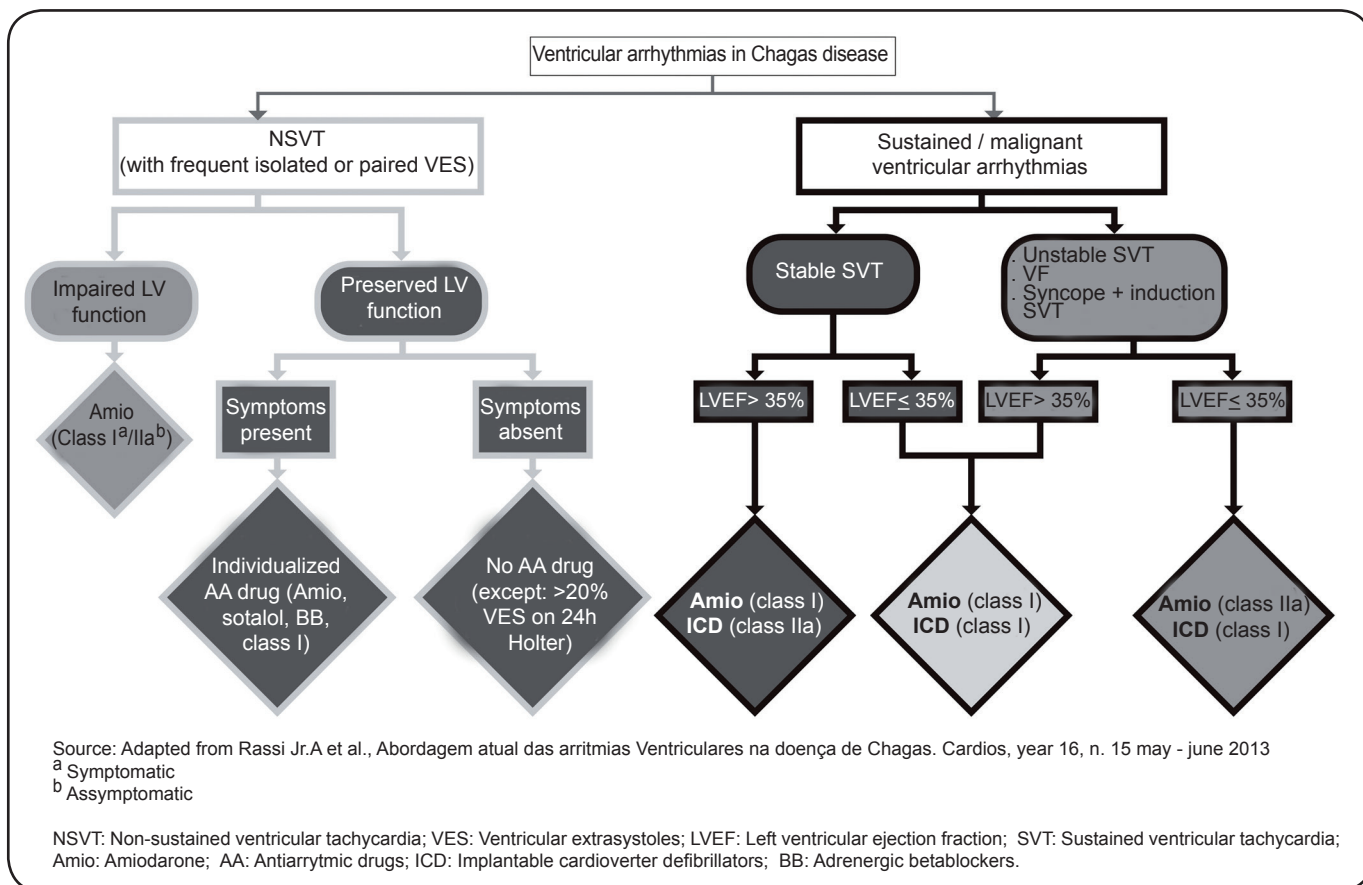 Ventricular arrhythmias in Chagas disease
NSVT
(with frequent isolated or paired VES)
Sustained / malignant
ventricular arrhythmias
Impaired LV
function
Preserved LV
function
Stable SVT
. Unstable SVT
. VF
. Syncope + induction
SVT
Amio
(Class Iᵃ/IIaᵇ)
Symptoms
present
Symptoms
absent
LVEF> 35%
LVEF≤ 35%
LVEF> 35%
LVEF≤ 35%
Individualized
AA drug (Amio,
sotalol, BB,
class I)
No AA drug
(except: >20%
VES on 24h
Holter)
Amio (class I)
ICD (class IIa)
Amio (class I)
ICD (class I)
Amio (class IIa)
ICD (class I)
Source: Adapted from Rassi Jr.A et al., Abordagem atual das arritmias Ventriculares na doença de Chagas. Cardios, year 16, n. 15 may - june 2013
ᵃ Symptomatic
ᵇ Assymptomatic
NSVT: Non-sustained ventricular tachycardia; VES: Ventricular extrasystoles; LVEF: Left ventricular ejection fraction; SVT: Sustained ventricular tachycardia;
Amio: Amiodarone; AA: Antiarrytmic drugs; ICD: Implantable cardioverter defibrillators; BB: Adrenergic betablockers.